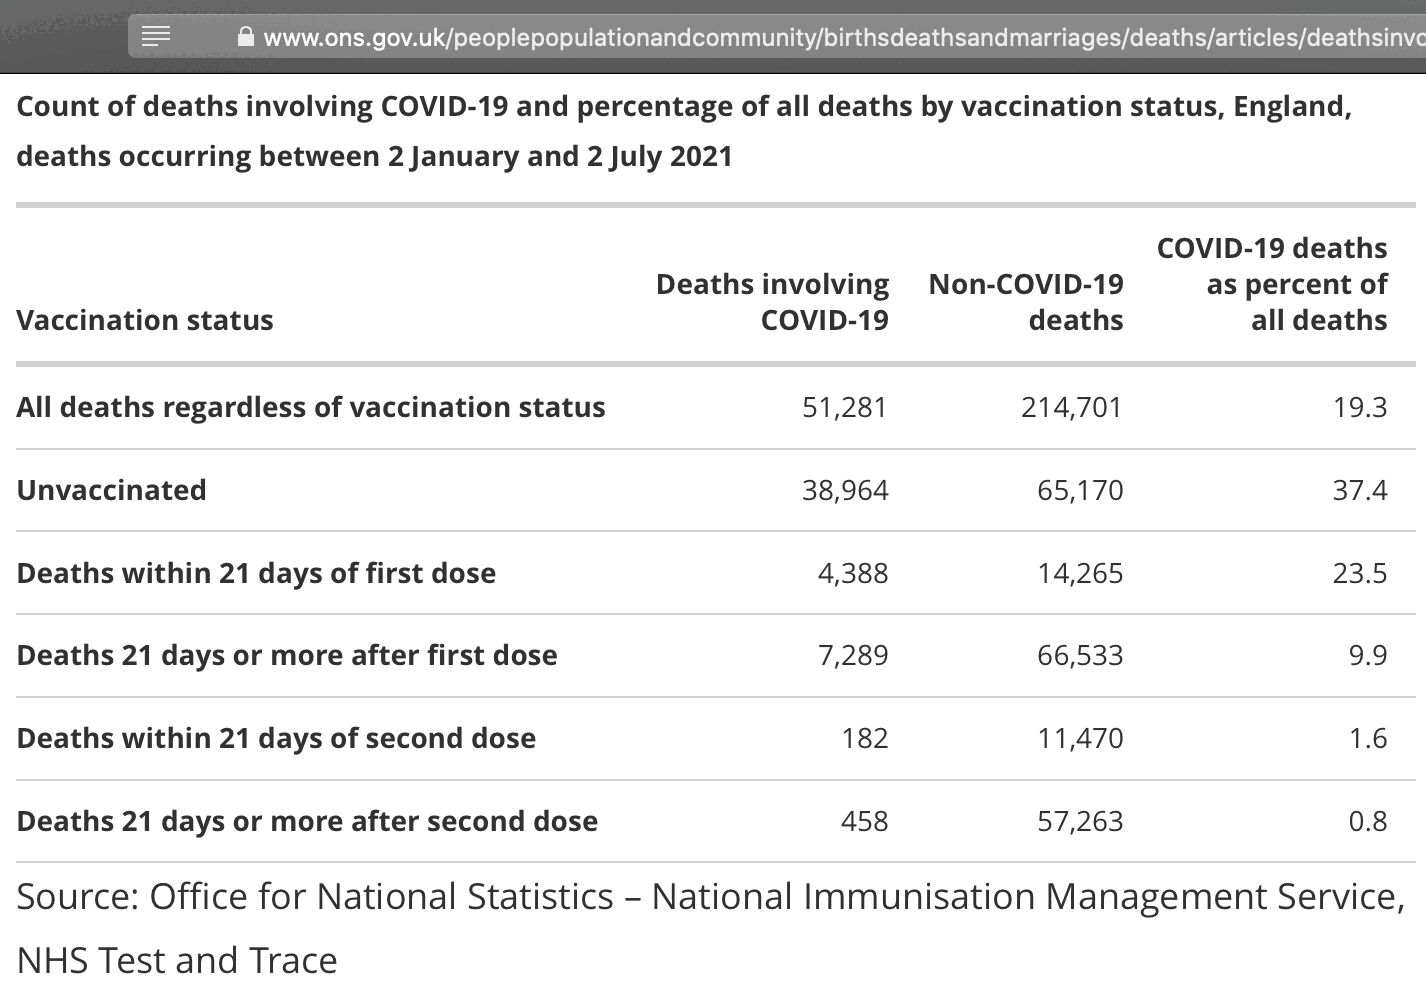 www.ons.gov.uk/peoplepopulationandcommunity/birthsdeathsandmarriages/deaths/articles/deathsinvo
Count of deaths involving COVID-19 and percentage of all deaths by vaccination status, England,
deaths occurring between 2 January and 2 July 2021
Vaccination status Deaths involving COVID-19 Non-COVID-19 deaths COVID-19 deaths as percent of all deaths
All deaths regardless of vaccination status 51,281 214,701 19.3
Unvaccinated 38,964 65,170 37.4
Deaths within 21 days of first dose 4,388 14,265 23.5
Deaths 21 days or more after first dose 7,289 66,533 9.9
Deaths within 21 days of second dose 182 11,470 1.6
Deaths 21 days or more after second dose 458 57,263 0.8
Source: Office for National Statistics – National Immunisation Management Service,
NHS Test and Trace